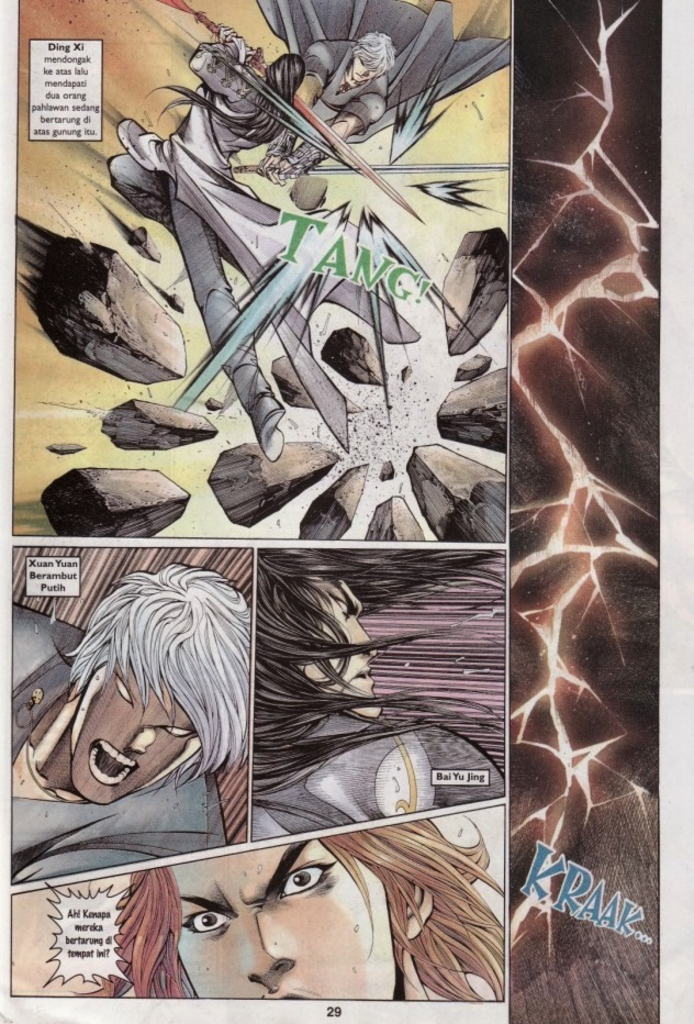 Ding Xi
mendongak
ke atas lalu
mendapati
dua orang
pahlawan sedang
bertarung di
atas gunung itu.
TANG!
Xuan Yuan
Berambut
Putih
Bai Yu Jing
Ah! Kenapa
mereka
bertarung di
tempat ini?
KRAAK...
29